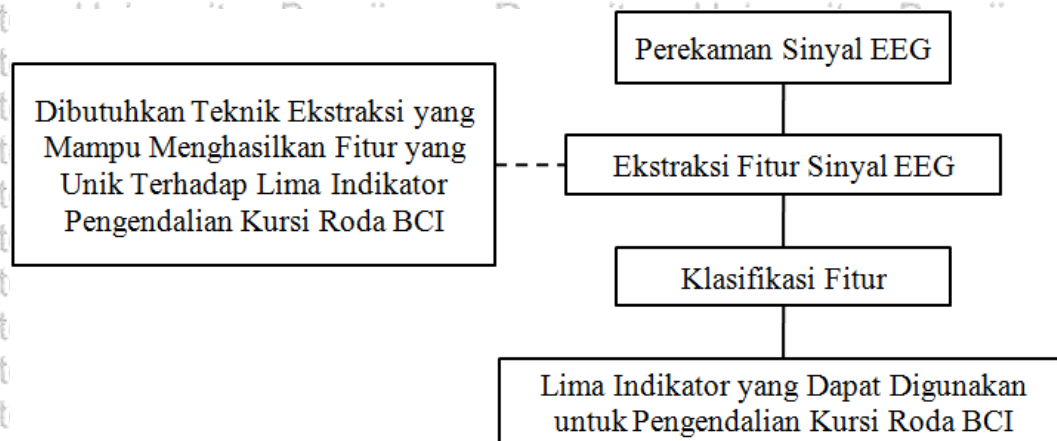 Perekaman Sinyal EEG
Dibutuhkan Teknik Ekstraksi yang
Mampu Menghasilkan Fitur yang
Unik Terhadap Lima Indikator
Pengendalian Kursi Roda BCI
Ekstraksi Fitur Sinyal EEG
Klasifikasi Fitur
Lima Indikator yang Dapat Digunakan
untuk Pengendalian Kursi Roda BCI